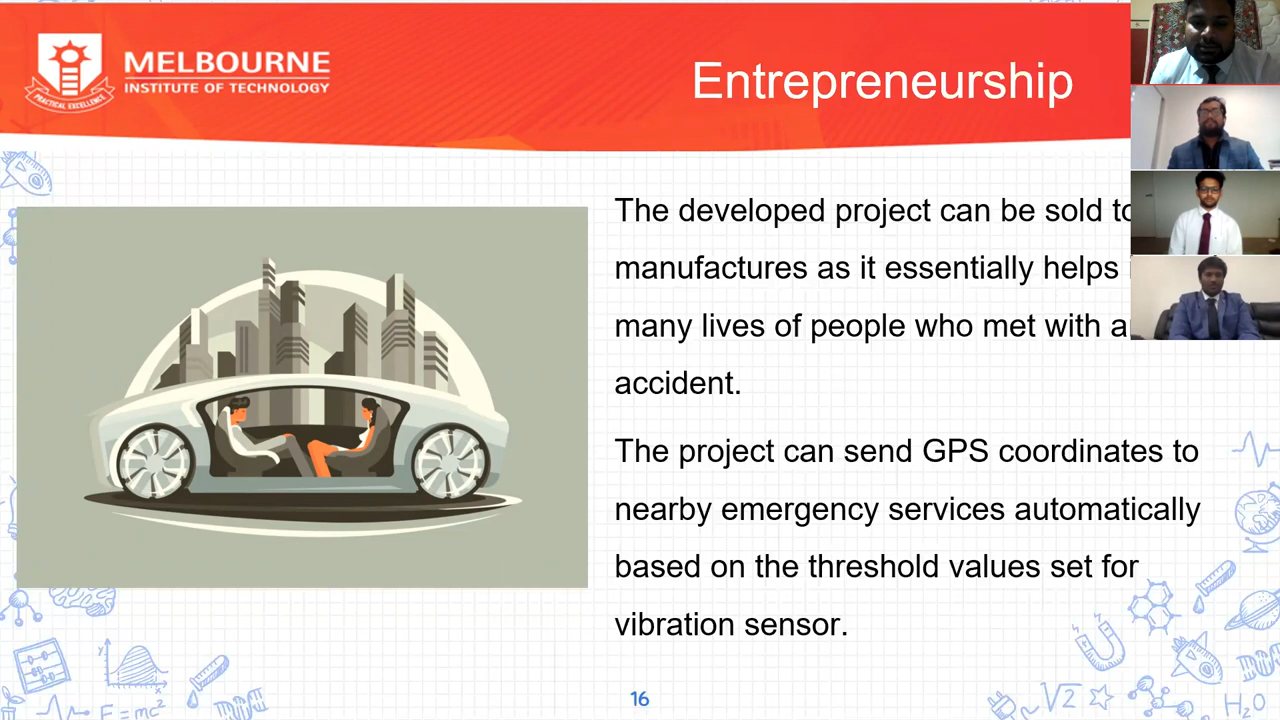 MELBOURNE
INSTITUTE OF TECHNOLOGY
PRACTICAL EXCELLENCE
Entrepreneurship
The developed project can be sold to
manufactures as it essentially helps
many lives of people who met with
accident.
The project can send GPS coordinates to
nearby emergency services automatically
based on the threshold values set for
vibration sensor.
16
y
x
E=mc²
√2
H₂O